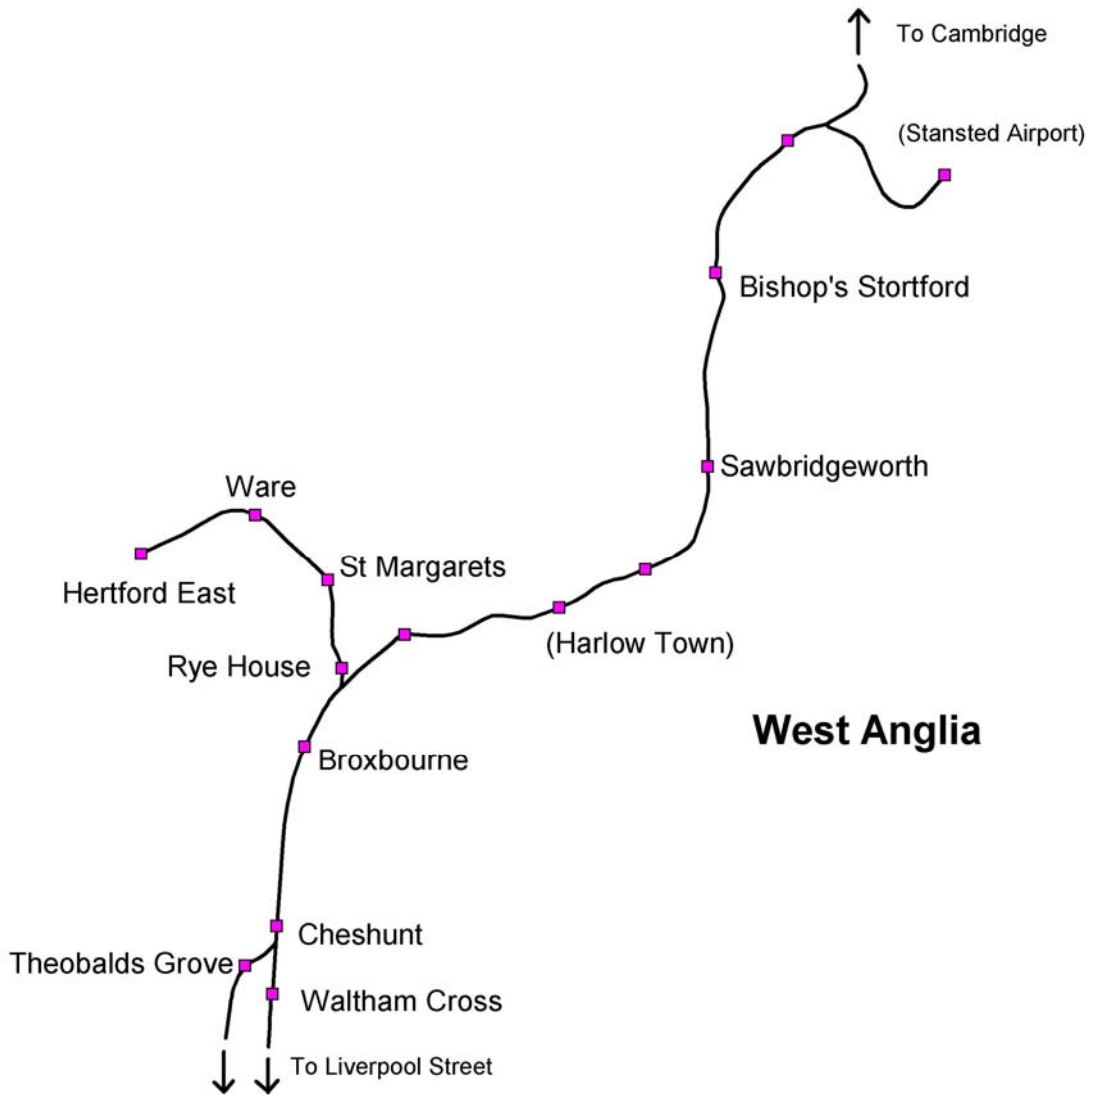 To Cambridge
(Stansted Airport)
Bishop's Stortford
Sawbridgeworth
Ware
St Margarets
Hertford East
(Harlow Town)
Rye House
West Anglia
Broxbourne
Cheshunt
Theobalds Grove
Waltham Cross
To Liverpool Street